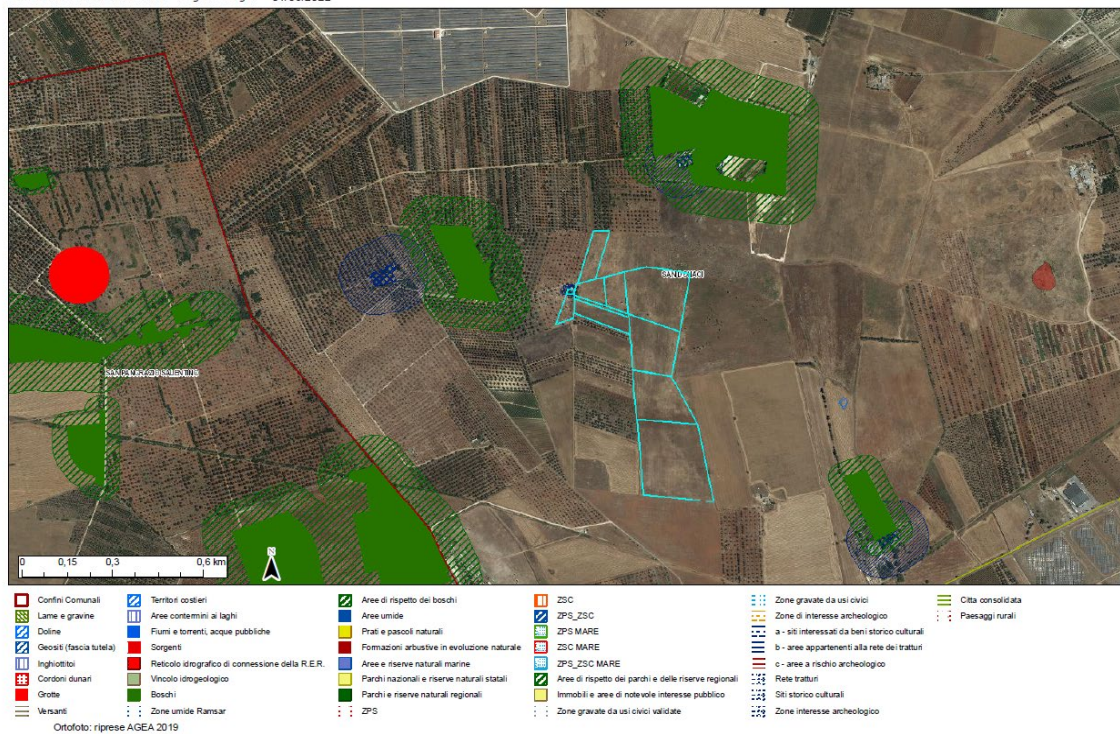 SAN DONACI
SAN PANCRAZIO SALENTINO
0 0,15 0,3 0,6 km
N
Confini Comunali
Lame e gravine
Doline
Geositi (fascia tutela)
Inghiottitoi
Cordoni dunari
Grotte
Versanti
Territori costieri
Aree contermini ai laghi
Fiumi e torrenti, acque pubbliche
Sorgenti
Reticolo idrografico di connessione della R.E.R.
Vincolo idrogeologico
Boschi
Zone umide Ramsar
Aree di rispetto dei boschi
Aree umide
Prati e pascoli naturali
Formazioni arbustive in evoluzione naturale
Aree e riserve naturali marine
Parchi nazionali e riserve naturali statali
Parchi e riserve naturali regionali
ZPS
ZSC
ZPS_ZSC
ZPS MARE
ZSC MARE
ZPS_ZSC MARE
Aree di rispetto dei parchi e delle riserve regionali
Immobili e aree di notevole interesse pubblico
Zone gravate da usi civici validate
Zone gravate da usi civici
Zone di interesse archeologico
a - siti interessati da beni storico culturali
b - aree appartenenti alla rete dei tratturi
c - aree a rischio archeologico
Rete tratturi
Siti storico culturali
Zone interesse archeologico
Citta consolidata
Paesaggi rurali
Ortofoto: riprese AGEA 2019